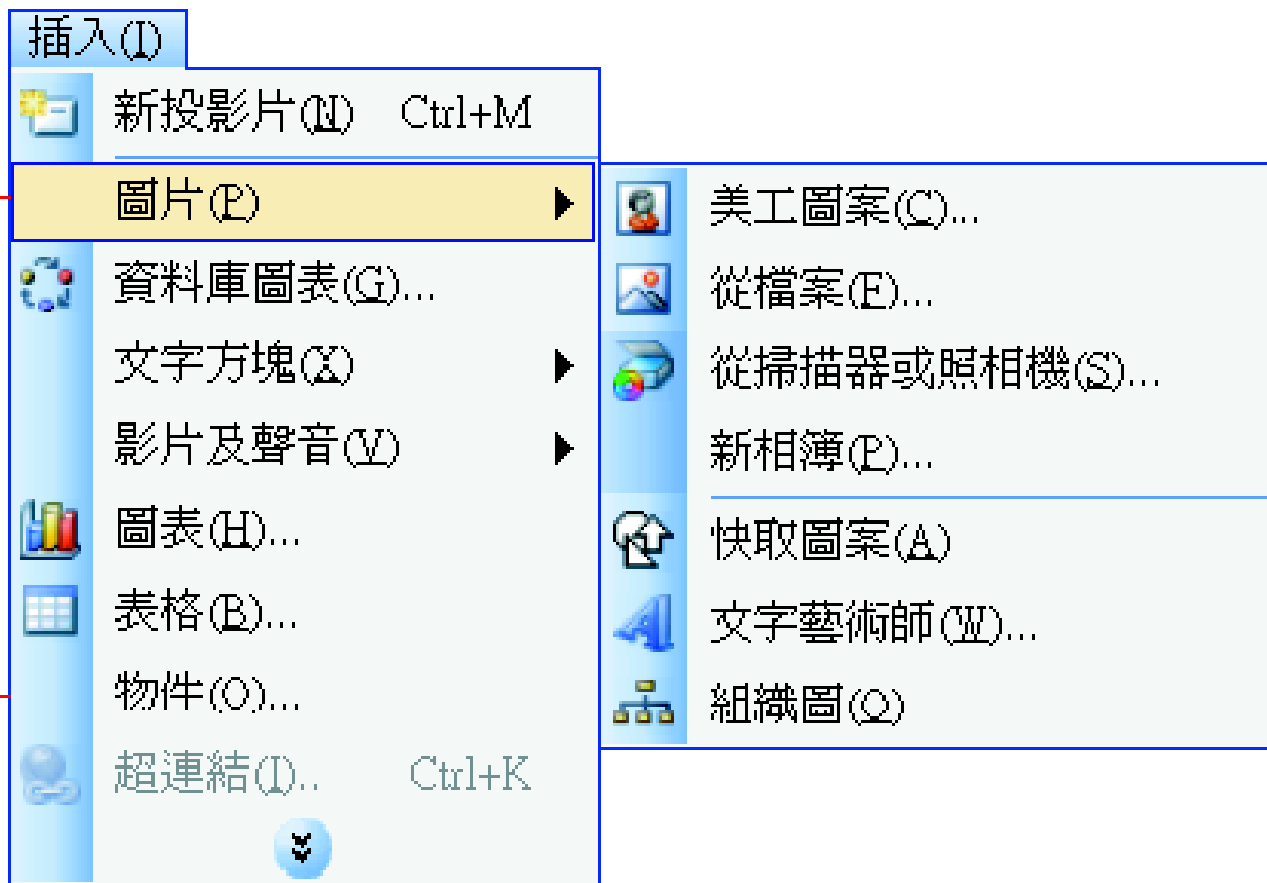 插入(I)
新投影片(N) Ctrl+M
圖片(P)
資料庫圖表(G)...
文字方塊(X)
影片及聲音(V)
圖表(H)...
表格(B)...
物件(O)...
超連結(I).. Ctrl+K
美工圖案(C)...
從檔案(F)...
從掃描器或照相機(S)...
新相簿(P)...
快取圖案(A)
文字藝術師(W)...
組織圖(O)